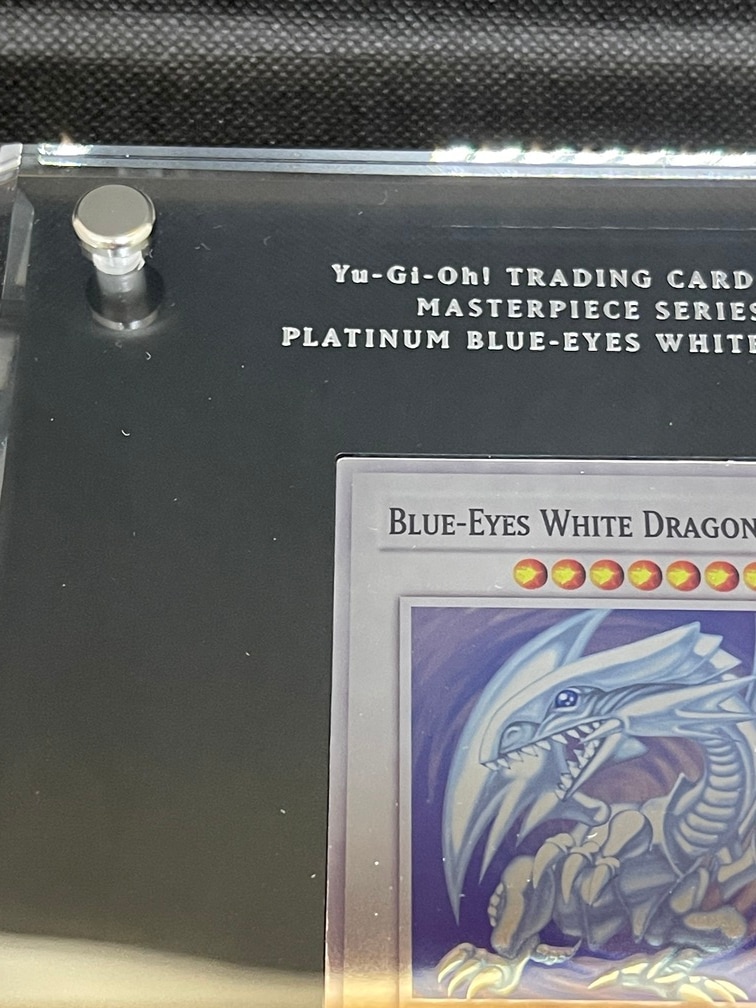 Yu-Gi-Oh! TRADING CARD
MASTERPIECE SERIES
PLATINUM BLUE-EYES WHITE
BLUE-EYES WHITE DRAGON